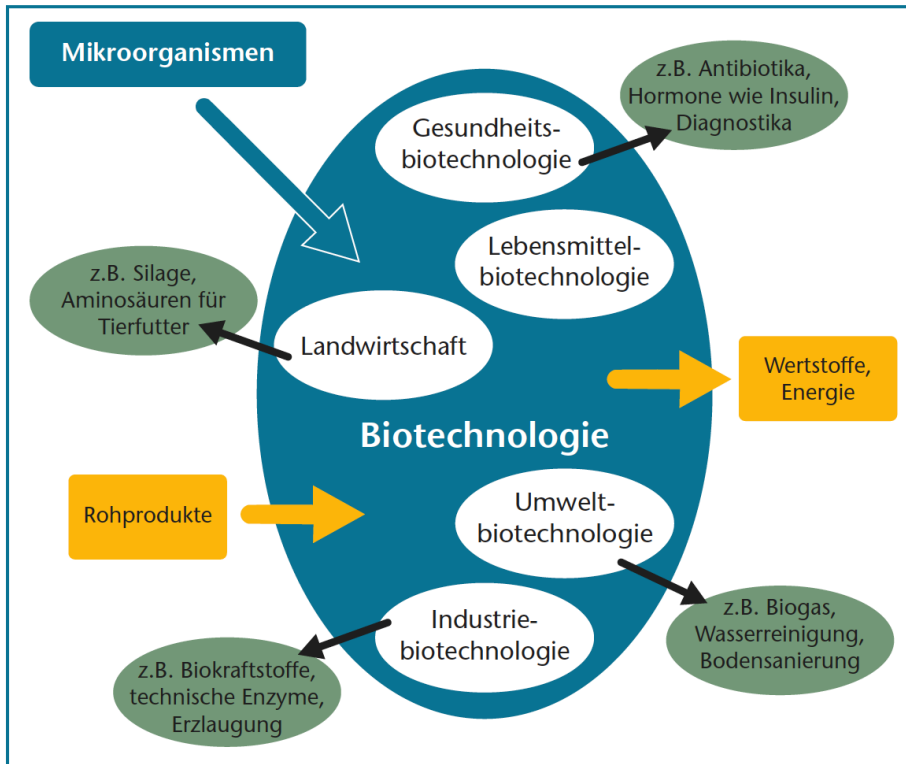 Mikroorganismen
z.B. Antibiotika,
Hormone wie Insulin,
Diagnostika
Gesundheits-
biotechnologie
Lebensmittel-
biotechnologie
z.B. Silage,
Aminosäuren für
Tierfutter
Landwirtschaft
Wertstoffe,
Energie
Biotechnologie
Rohprodukte
Umwelt-
biotechnologie
Industrie-
biotechnologie
z.B. Biogas,
Wasserreinigung,
Bodensanierung
z.B. Biokraftstoffe,
technische Enzyme,
Erzlaugung